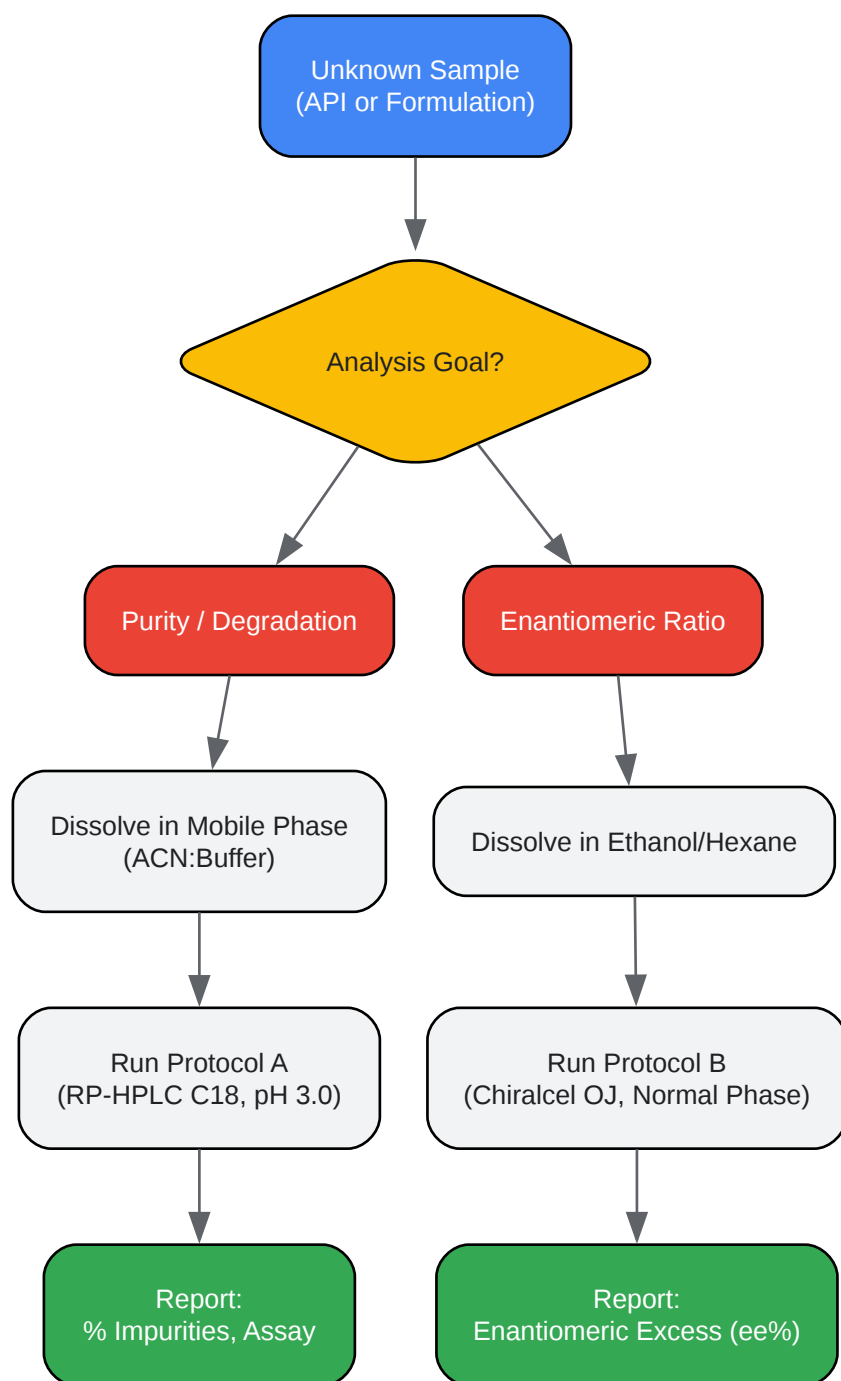 Unknown Sample
(API or Formulation)
Analysis Goal?
Purity / Degradation
Enantiomeric Ratio
Dissolve in Mobile Phase
(ACN:Buffer)
Dissolve in Ethanol/Hexane
Run Protocol A
(RP-HPLC C18, pH 3.0)
Run Protocol B
(Chiralcel OJ, Normal Phase)
Report:
% Impurities, Assay
Report:
Enantiomeric Excess (ee%)